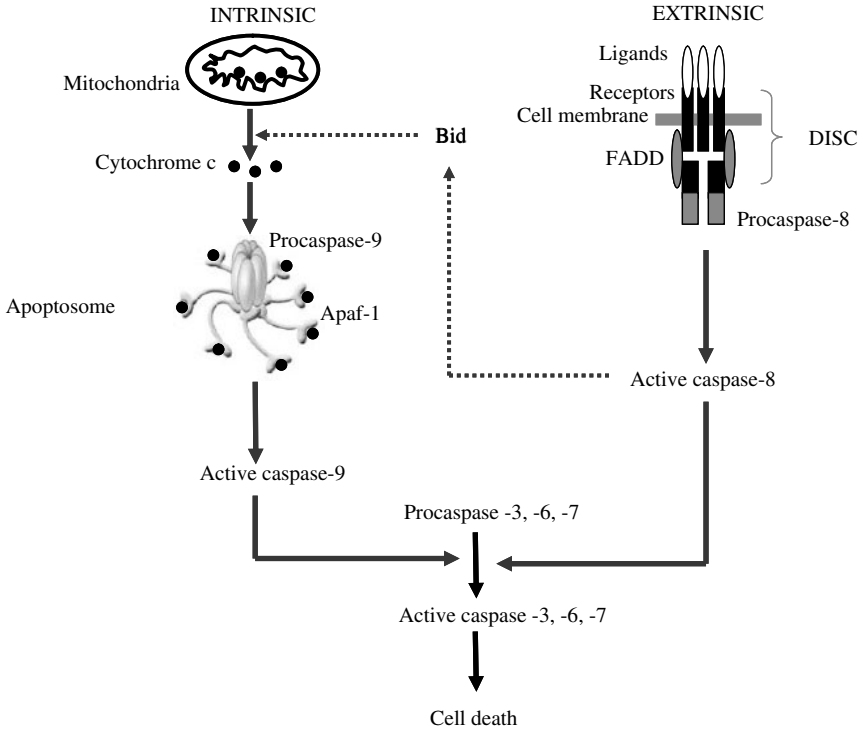 INTRINSIC
EXTRINSIC
Ligands
Mitochondria
Receptors
Cell membrane
Bid
DISC
Cytochrome c
FADD
Procaspase-8
Procaspase-9
Apoptosome
Apaf-1
Active caspase-8
Active caspase-9
Procaspase -3, -6, -7
Active caspase -3, -6, -7
Cell death